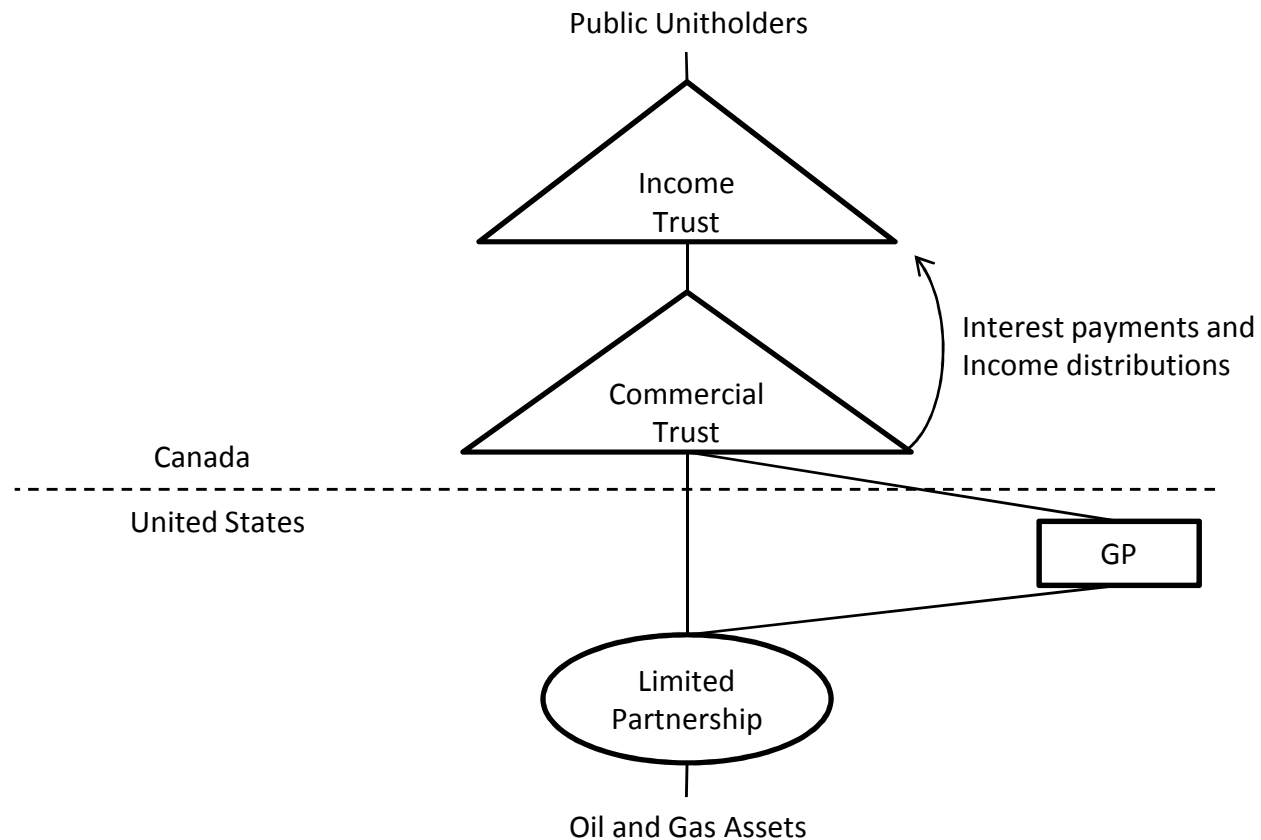 Public Unitholders
Income
Trust
Interest payments and
Income distributions
Commercial
Trust
Canada
United States
GP
Limited
Partnership
Oil and Gas Assets